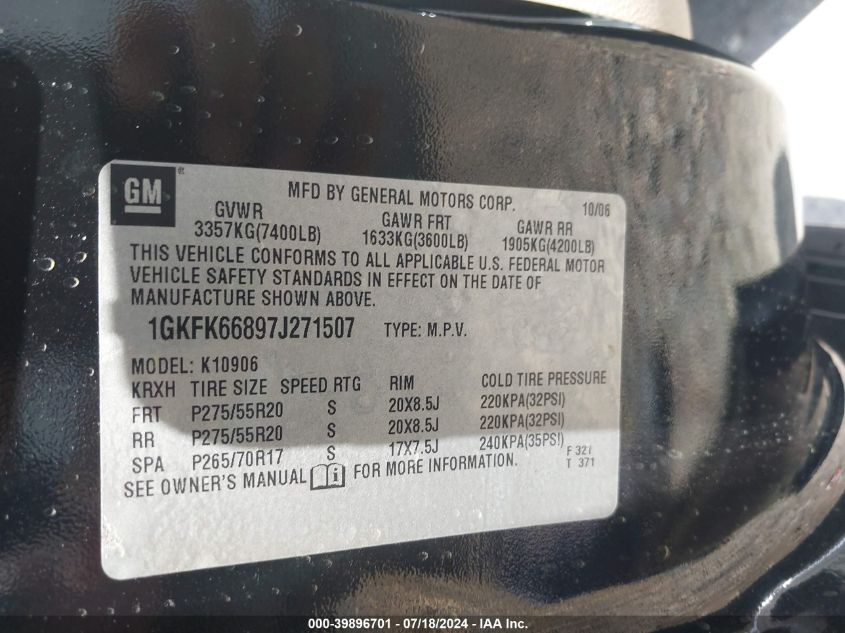 GM ®
MFD BY GENERAL MOTORS CORP. 10/06
GVWR GAWR FRT GAWR RR
3357KG(7400LB) 1633KG(3600LB) 1905KG(4200LB)
THIS VEHICLE CONFORMS TO ALL APPLICABLE U.S. FEDERAL MOTOR
VEHICLE SAFETY STANDARDS IN EFFECT ON THE DATE OF
MANUFACTURE SHOWN ABOVE.
1GKFK66897J271507 TYPE: M.P.V.
MODEL: K10906
KRXH TIRE SIZE SPEED RTG RIM COLD TIRE PRESSURE
FRT P275/55R20 S 20X8.5J 220KPA(32PSI)
RR P275/55R20 S 20X8.5J 220KPA(32PSI)
SPA P265/70R17 S 17X7.5J 240KPA(35PSI)
F 327
T 371
SEE OWNER'S MANUAL i FOR MORE INFORMATION.
000-39896701 - 07/18/2024 - IAA Inc.